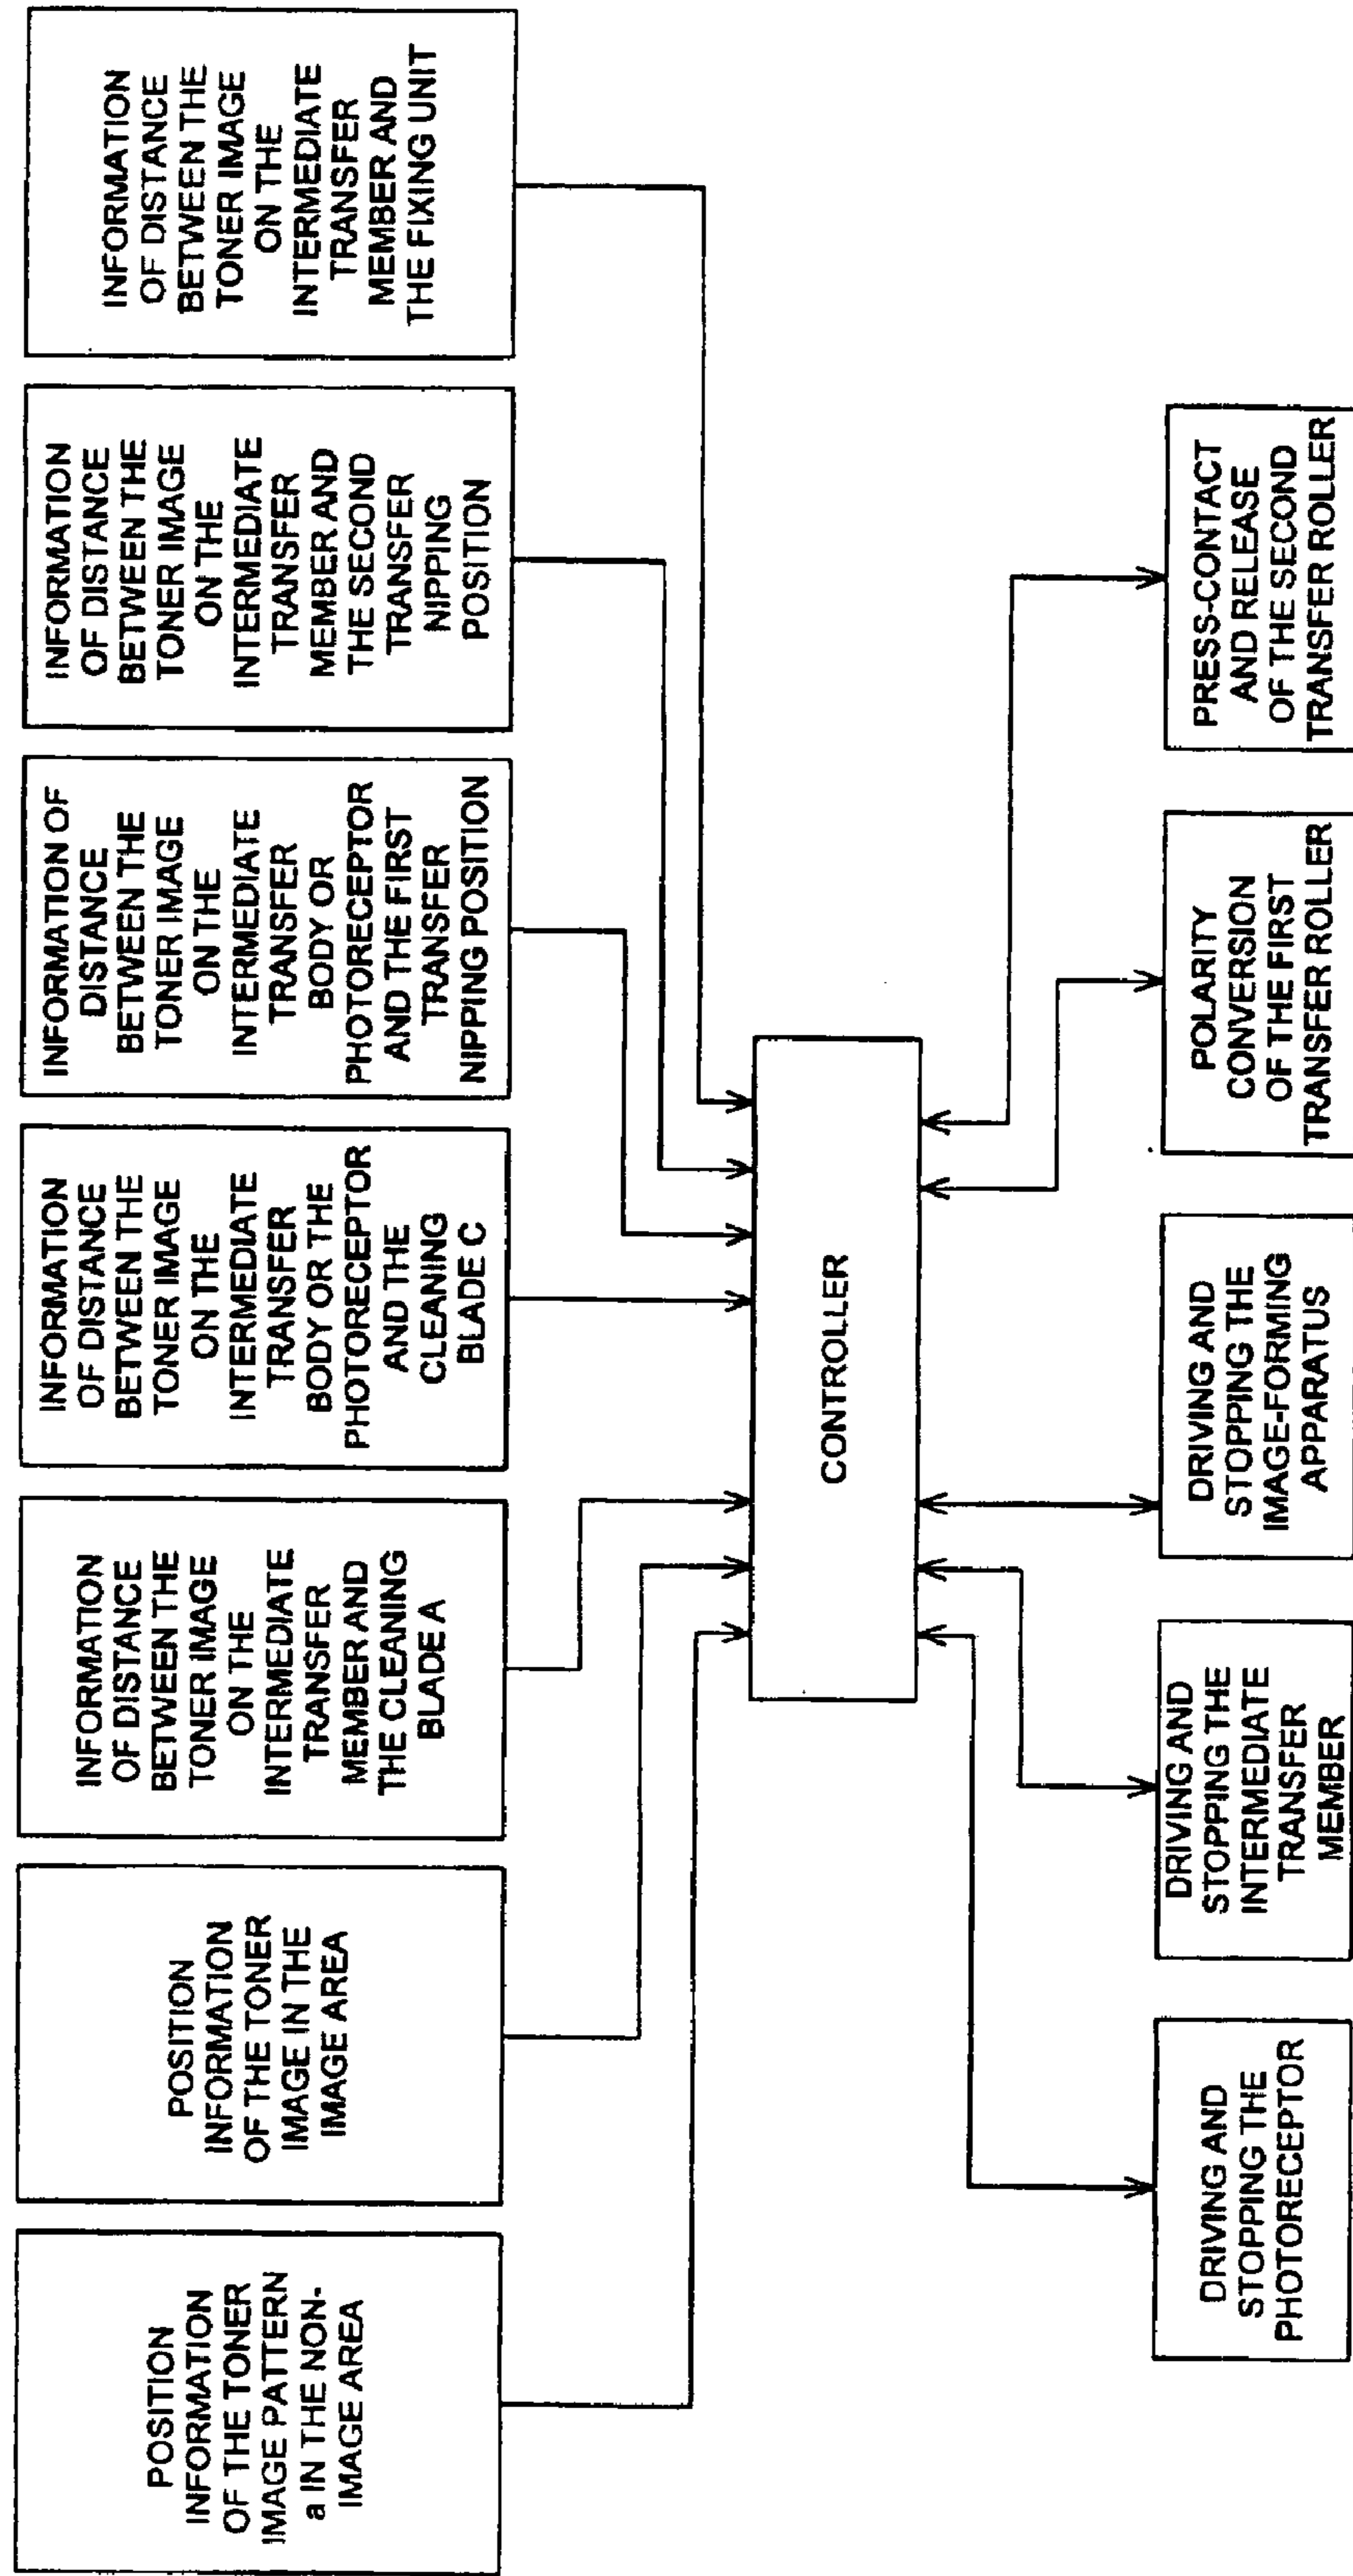 POSITION
INFORMATION
OF THE TONER
IMAGE PATTERN
a IN THE NON-
IMAGE AREA
POSITION
INFORMATION
OF THE TONER
IMAGE IN THE
IMAGE AREA
INFORMATION
OF DISTANCE
BETWEEN THE
TONER IMAGE
ON THE
INTERMEDIATE
TRANSFER
MEMBER AND
THE CLEANING
BLADE A
INFORMATION
OF DISTANCE
BETWEEN THE
TONER IMAGE
ON THE
INTERMEDIATE
TRANSFER
BODY OR THE
PHOTORECEPTOR
AND THE
CLEANING
BLADE C
INFORMATION OF
DISTANCE
BETWEEN THE
TONER IMAGE
ON THE
INTERMEDIATE
TRANSFER
BODY OR
PHOTORECEPTOR
AND THE FIRST
TRANSFER
NIPPING POSITION
INFORMATION
OF DISTANCE
BETWEEN THE
TONER IMAGE
ON THE
INTERMEDIATE
TRANSFER
MEMBER AND
THE SECOND
TRANSFER
NIPPING
POSITION
INFORMATION
OF DISTANCE
BETWEEN THE
TONER IMAGE
ON THE
INTERMEDIATE
TRANSFER
MEMBER AND
THE FIXING UNIT
CONTROLLER
DRIVING AND
STOPPING THE
PHOTORECEPTOR
DRIVING AND
STOPPING THE
INTERMEDIATE
TRANSFER
MEMBER
DRIVING AND
STOPPING THE
IMAGE-FORMING
APPARATUS
POLARITY
CONVERSION
OF THE FIRST
TRANSFER ROLLER
PRESS-CONTACT
AND RELEASE
OF THE SECOND
TRANSFER ROLLER